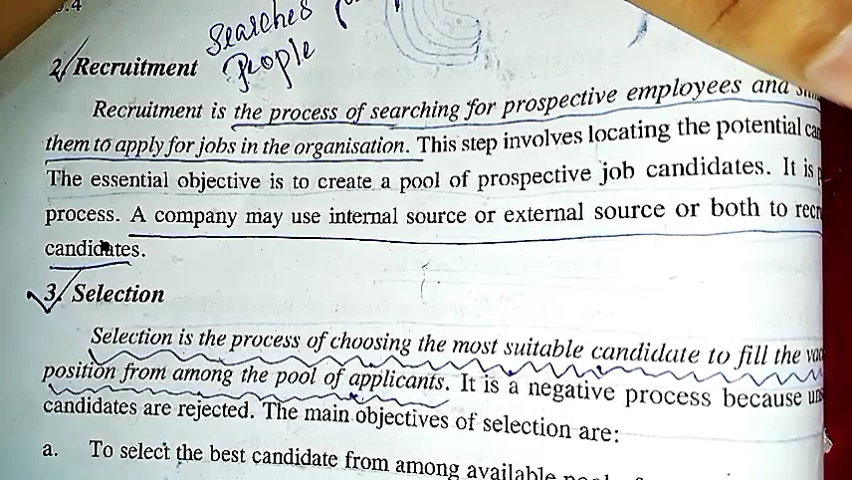 .4
Searches
People
2. Recruitment
Recruitment is the process of searching for prospective employees and
them to apply for jobs in the organisation. This step involves locating the potential
The essential objective is to create a pool of prospective job candidates. It is
process. A company may use internal source or external source or both to
candidates.
3. Selection
Selection is the process of choosing the most suitable candidate to fill the
position from among the pool of applicants. It is a negative process because
candidates are rejected. The main objectives of selection are:
a. To select the best candidate from among available